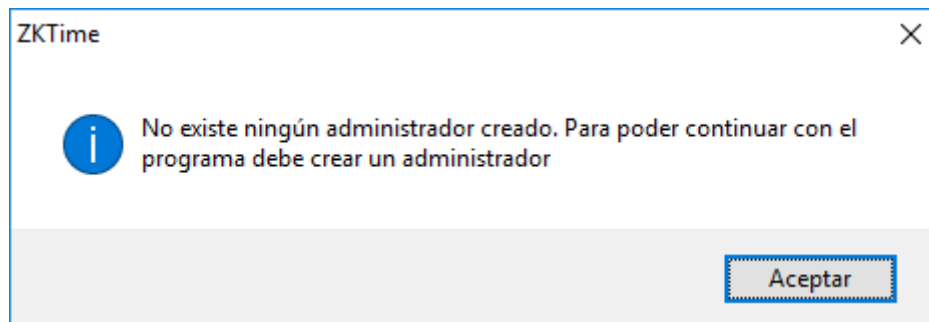 ZKTime
No existe ningún administrador creado. Para poder continuar con el
programa debe crear un administrador
Aceptar